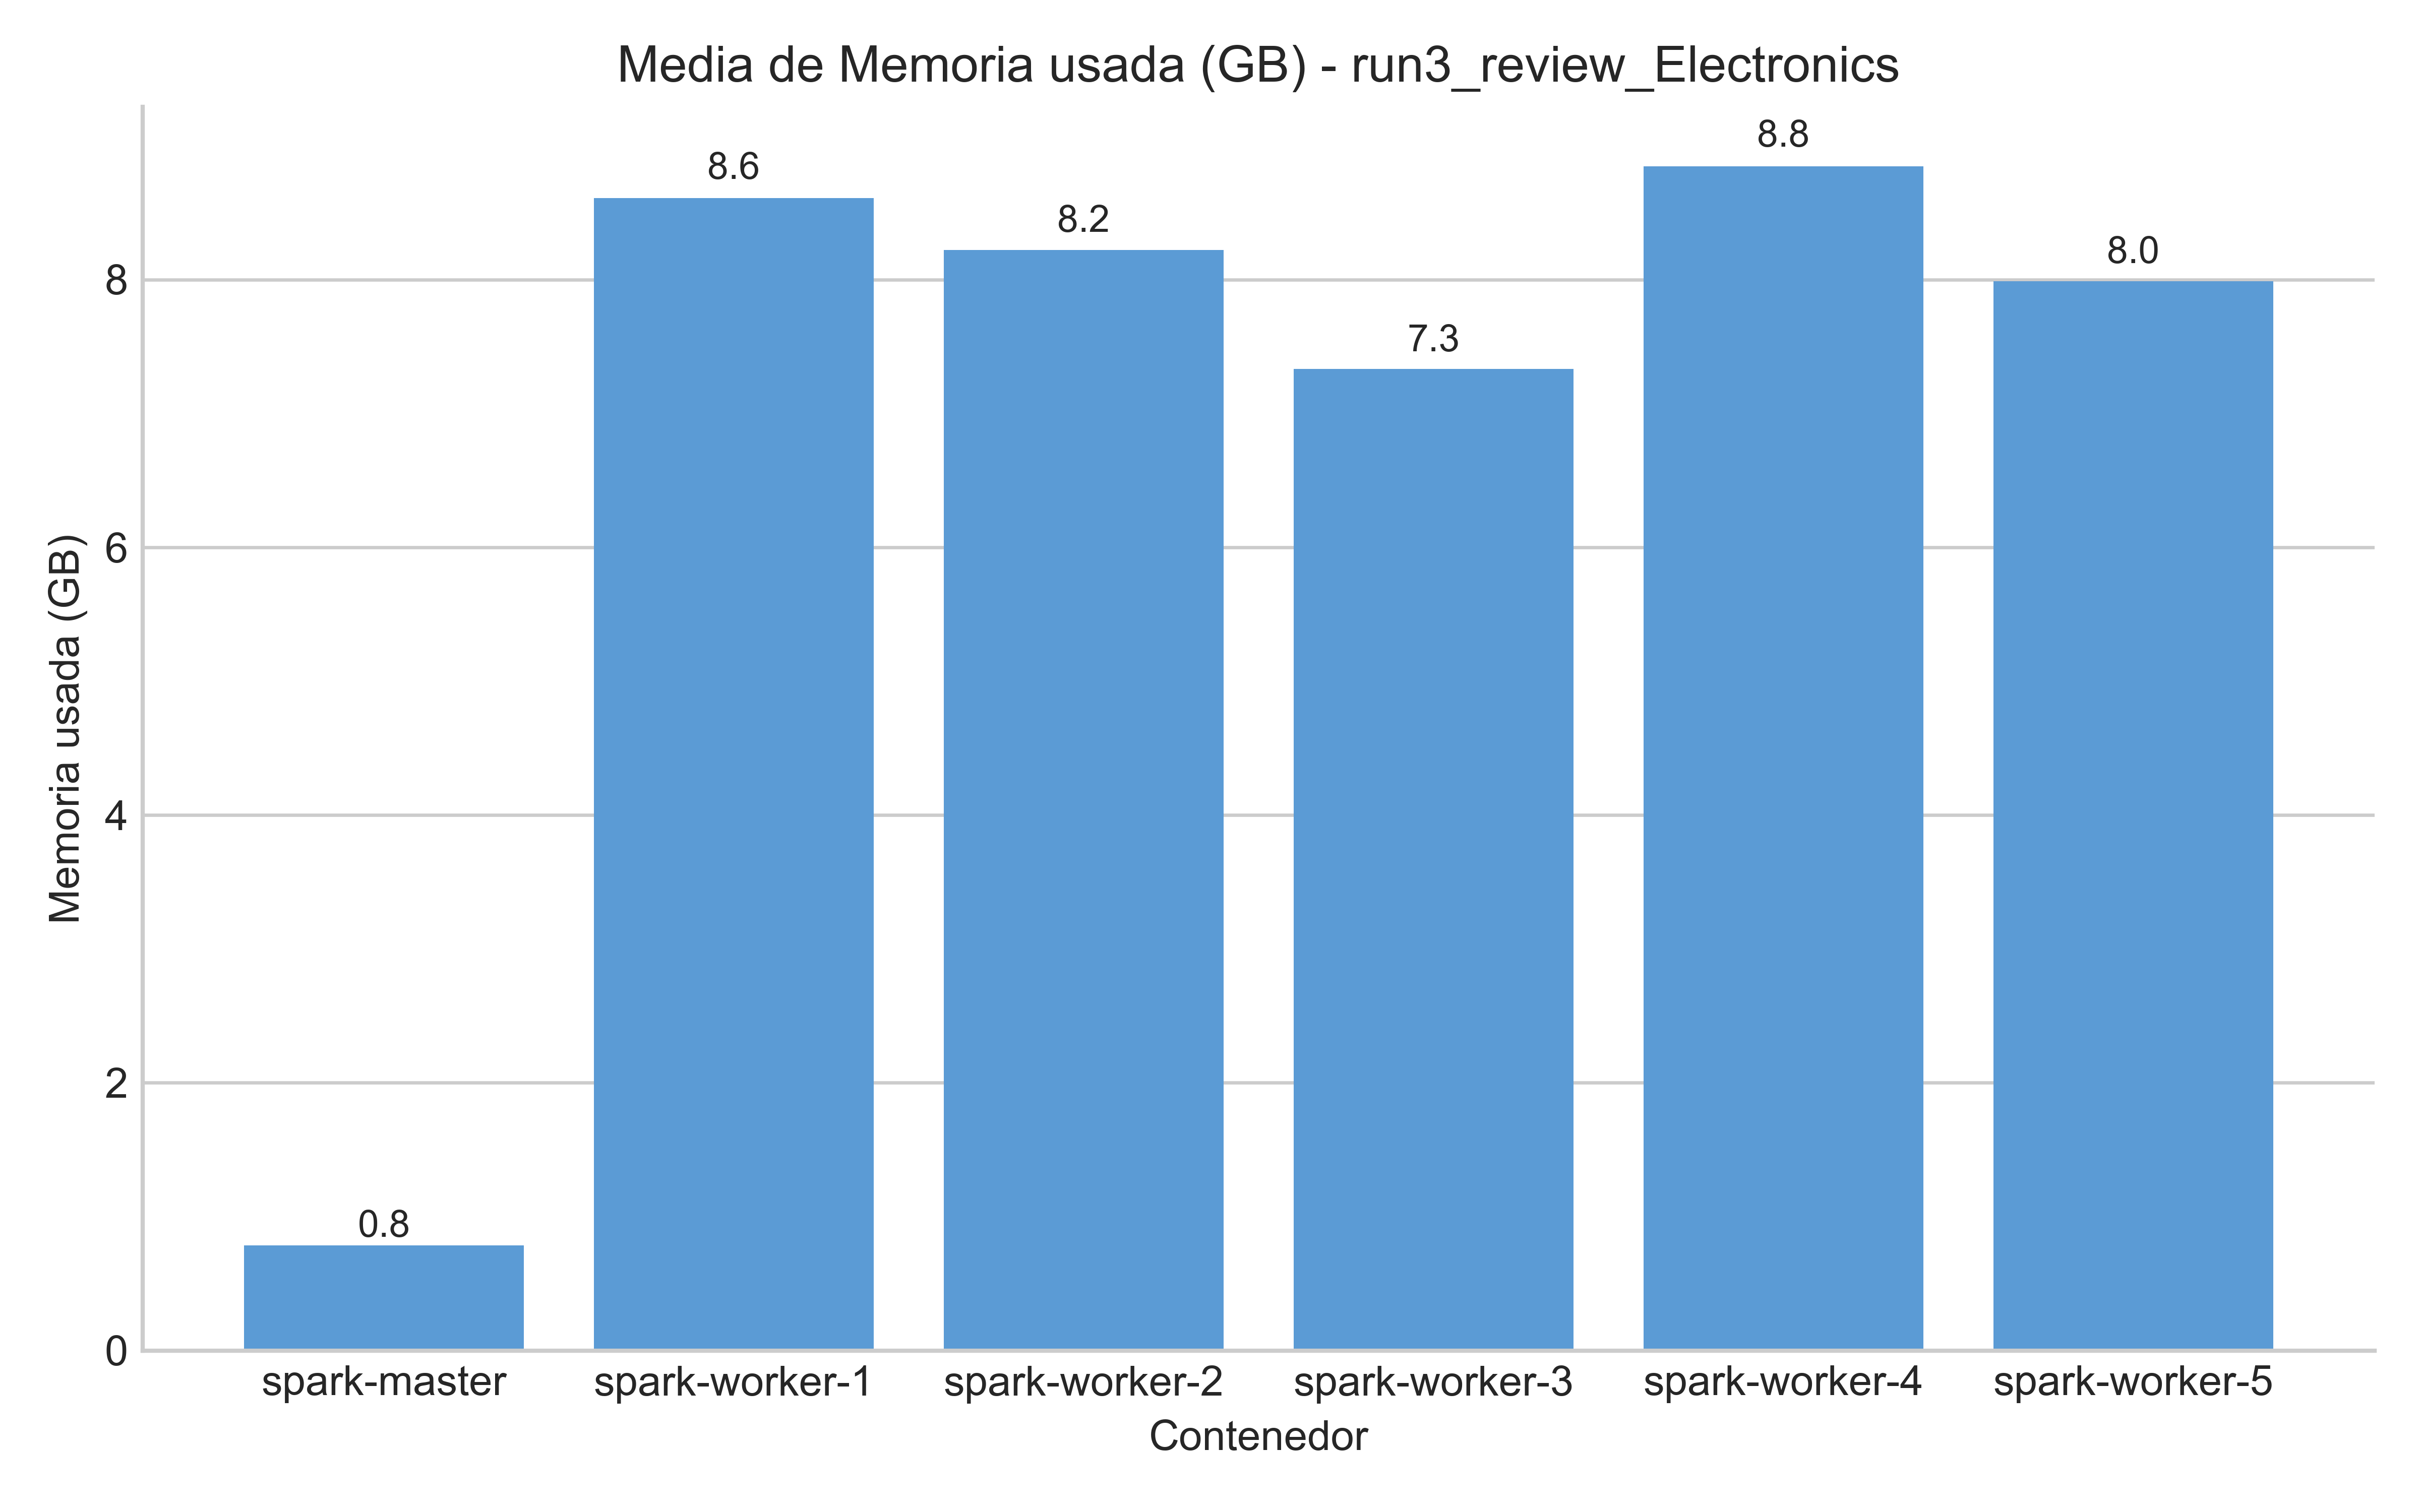 Media de Memoria usada (GB) - run3_review_Electronics
8.6
8.2
7.3
8.8
8.0
0.8
Memoria usada (GB)
8
6
4
2
0
spark-master
spark-worker-1
spark-worker-2
spark-worker-3
spark-worker-4
spark-worker-5
Contenedor